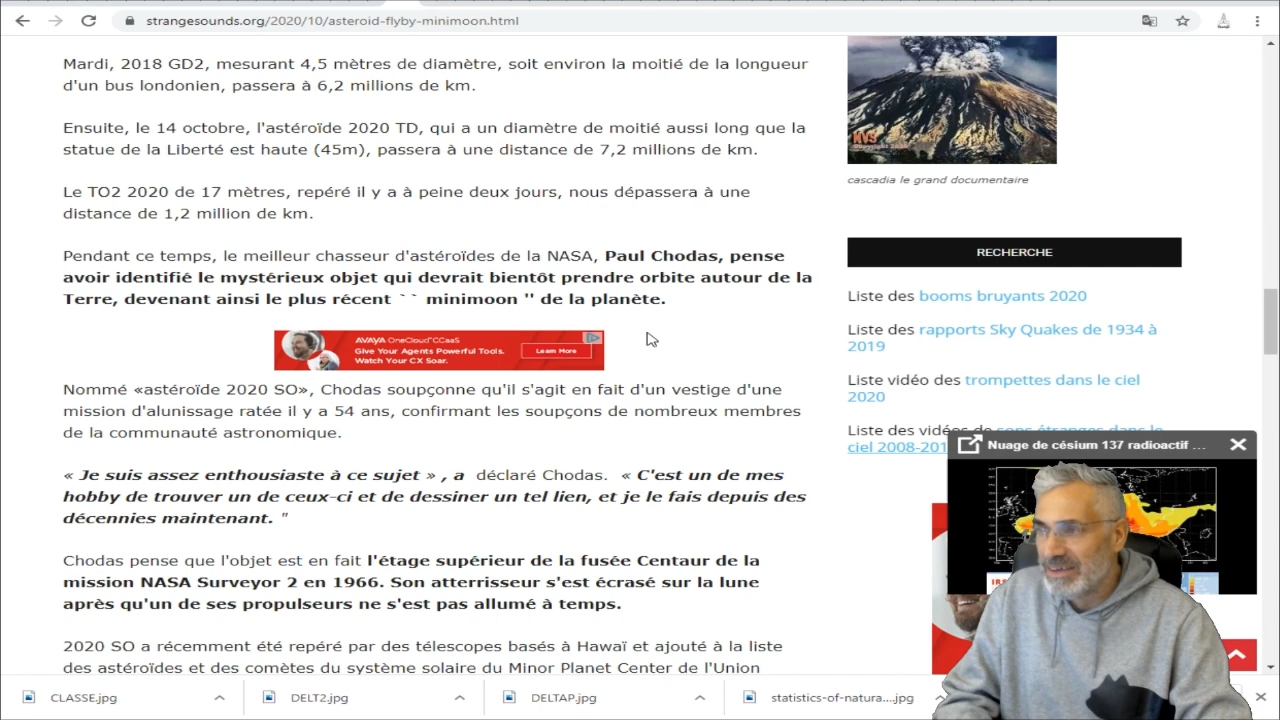 strangesounds.org/2020/10/asteroid-flyby-minimoon.html
Mardi, 2018 GD2, mesurant 4,5 mètres de diamètre, soit environ la moitié de la longueur
d'un bus londonien, passera à 6,2 millions de km.
Ensuite, le 14 octobre, l'astéroïde 2020 TD, qui a un diamètre de moitié aussi long que la
statue de la Liberté est haute (45m), passera à une distance de 7,2 millions de km.
Le TO2 2020 de 17 mètres, repéré il y a à peine deux jours, nous dépassera à une
distance de 1,2 million de km.
Pendant ce temps, le meilleur chasseur d'astéroïdes de la NASA, Paul Chodas, pense
avoir identifié le mystérieux objet qui devrait bientôt prendre orbite autour de la
Terre, devenant ainsi le plus récent ` ` minimoon '' de la planète.
AVAYA OneCloud CCaaS
Give Your Agents Powerful Tools.
Watch Your CX Soar.
Learn More
Nommé «astéroïde 2020 SO», Chodas soupçonne qu'il s'agit en fait d'un vestige d'une
mission d'alunissage ratée il y a 54 ans, confirmant les soupçons de nombreux membres
de la communauté astronomique.
« Je suis assez enthousiaste à ce sujet » , a déclaré Chodas. « C'est un de mes
hobby de trouver un de ceux-ci et de dessiner un tel lien, et je le fais depuis des
décennies maintenant. "
Chodas pense que l'objet est en fait l'étage supérieur de la fusée Centaur de la
mission NASA Surveyor 2 en 1966. Son atterrisseur s'est écrasé sur la lune
après qu'un de ses propulseurs ne s'est pas allumé à temps.
2020 SO a récemment été repéré par des télescopes basés à Hawaï et ajouté à la liste
des astéroïdes et des comètes du système solaire du Minor Planet Center de l'Union
cascadia le grand documentaire
RECHERCHE
Liste des booms bruyants 2020
Liste des rapports Sky Quakes de 1934 à
2019
Liste vidéo des trompettes dans le ciel
2020
Liste des vidéos de sons étranges dans le
ciel 2008-201
Nuage de césium 137 radioactif ...
CLASSE.jpg
DELT2.jpg
DELTAP.jpg
statistics-of-natura....jpg